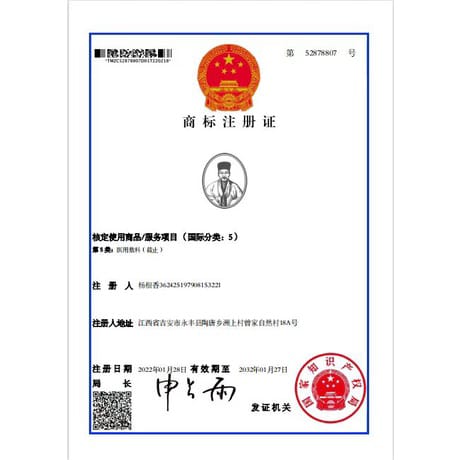 第 52878807 号
*TMZC52878807D01T220218*
商标注册证
核定使用商品/服务项目（国际分类：5）
第5类：医用敷料（截止）
注册人 杨根香362425197908153221
注册人地址 江西省吉安市永丰县陶唐乡洲上村曾家自然村18A号
注册日期 2022年01月28日 有效期至 2032年01月27日
局长 申长雨
发证机关
国家知识产权局